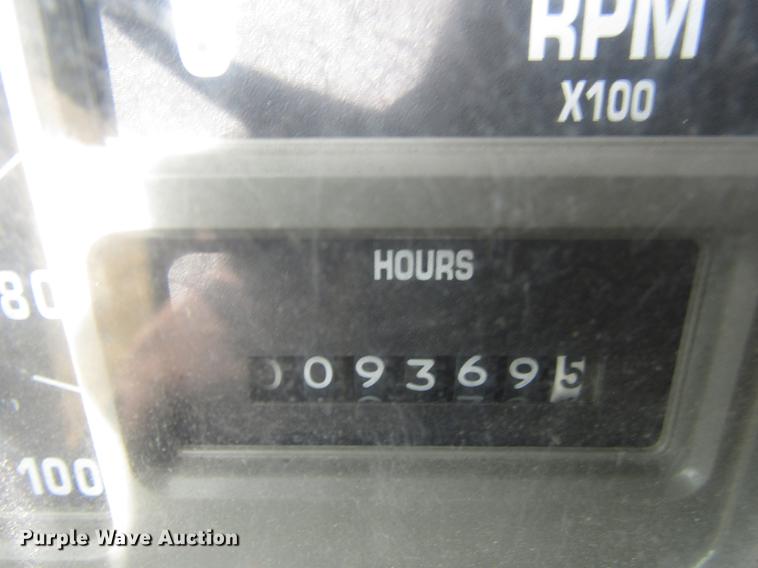 RPM
X100
HOURS
80
0093695
100
Purple Wave Auction